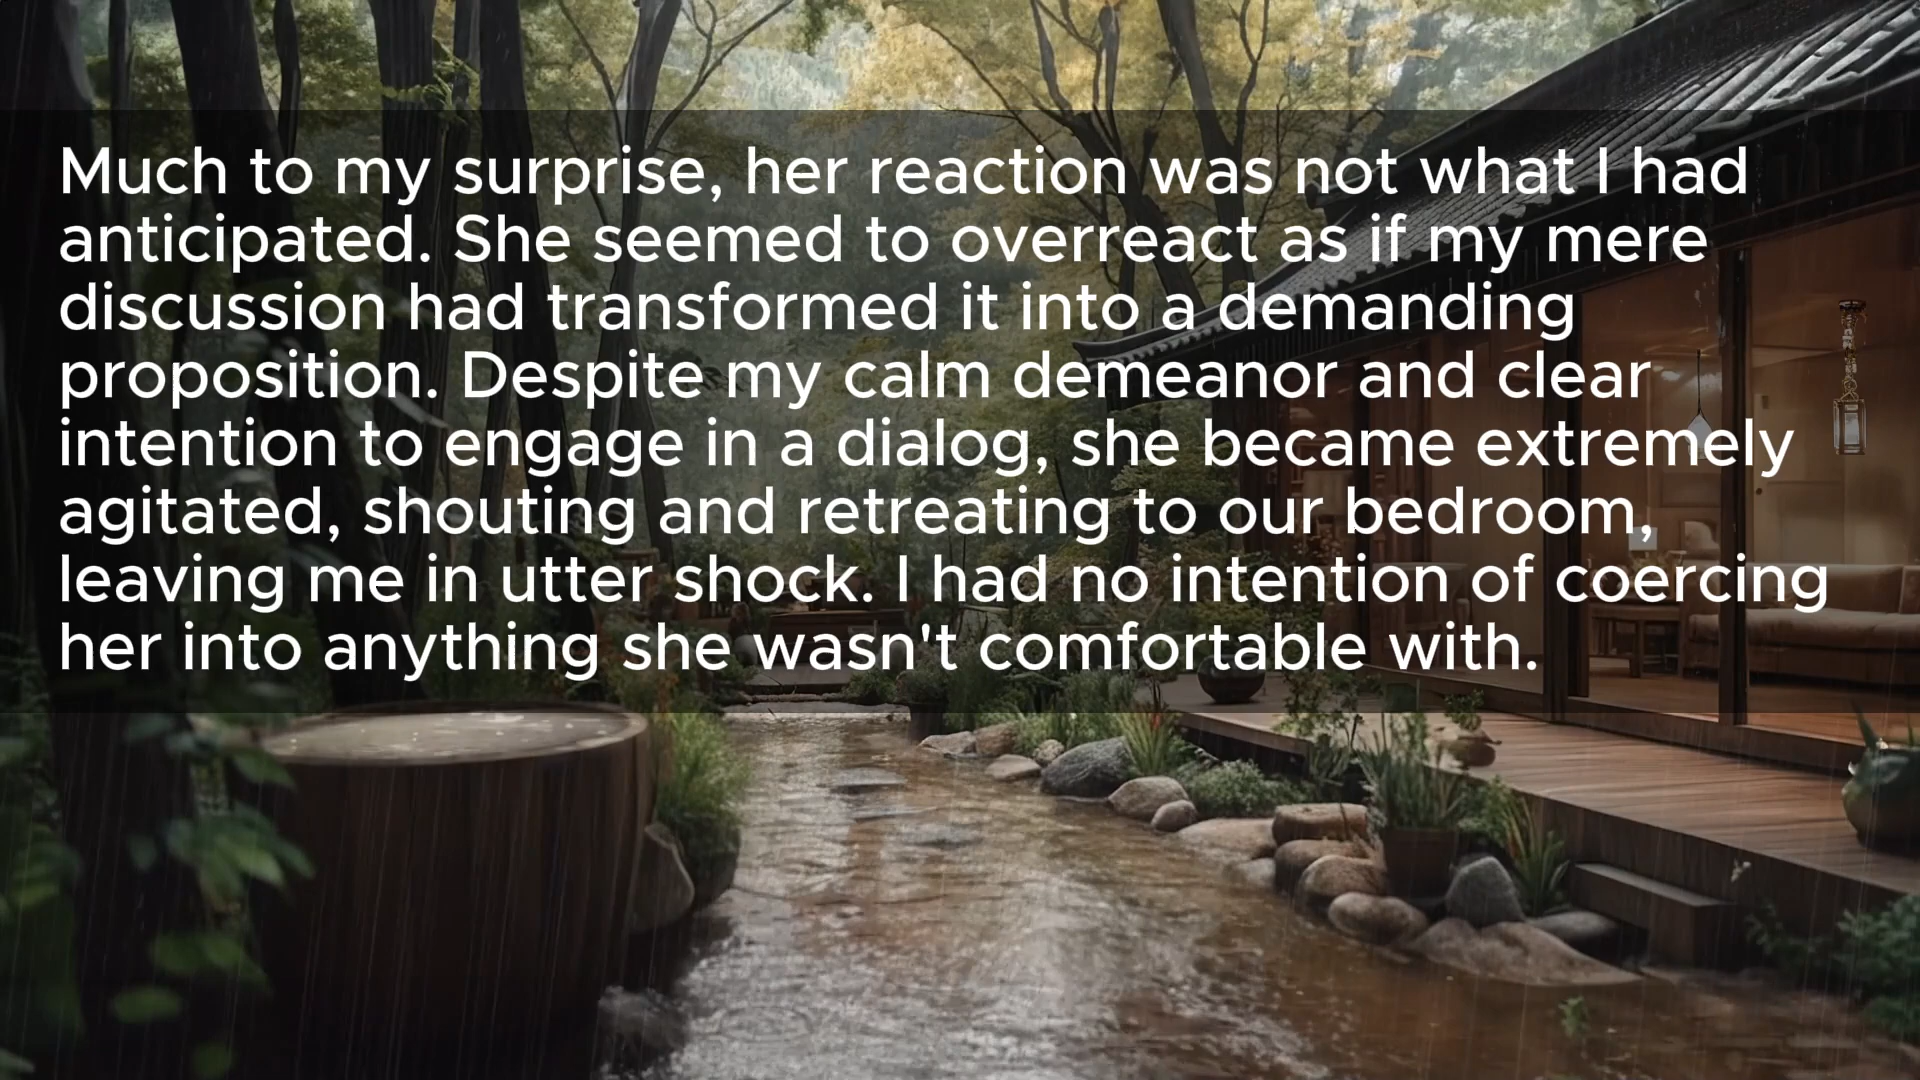 Much to my surprise, her reaction was not what I had
anticipated. She seemed to overreact as if my mere
discussion had transformed it into a demanding
proposition. Despite my calm demeanor and clear
intention to engage in a dialog, she became extremely
agitated, shouting and retreating to our bedroom,
leaving me in utter shock. I had no intention of coercing
her into anything she wasn't comfortable with.